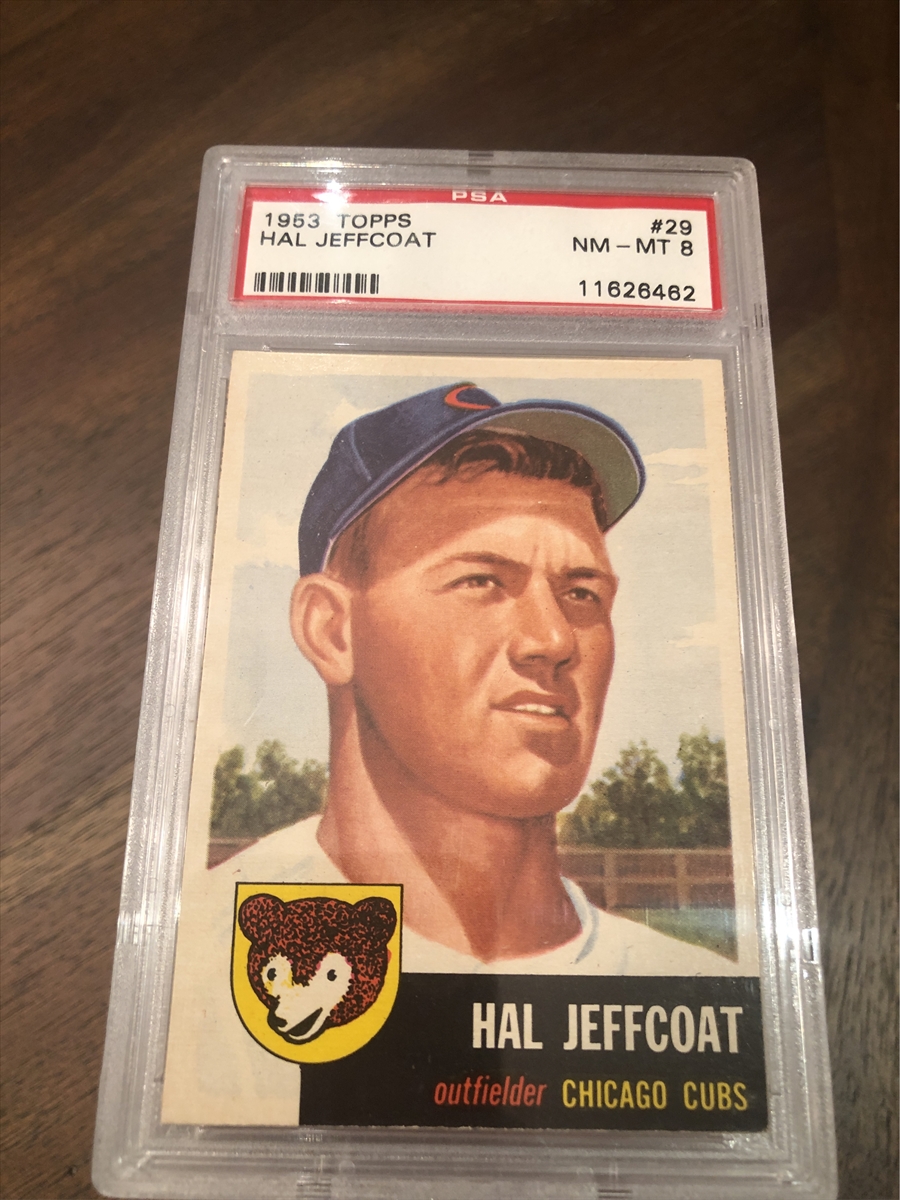 PSA
1953 TOPPS #29
HAL JEFFCOAT NM - MT 8
11626462
C
HAL JEFFCOAT
outfielder CHICAGO CUBS